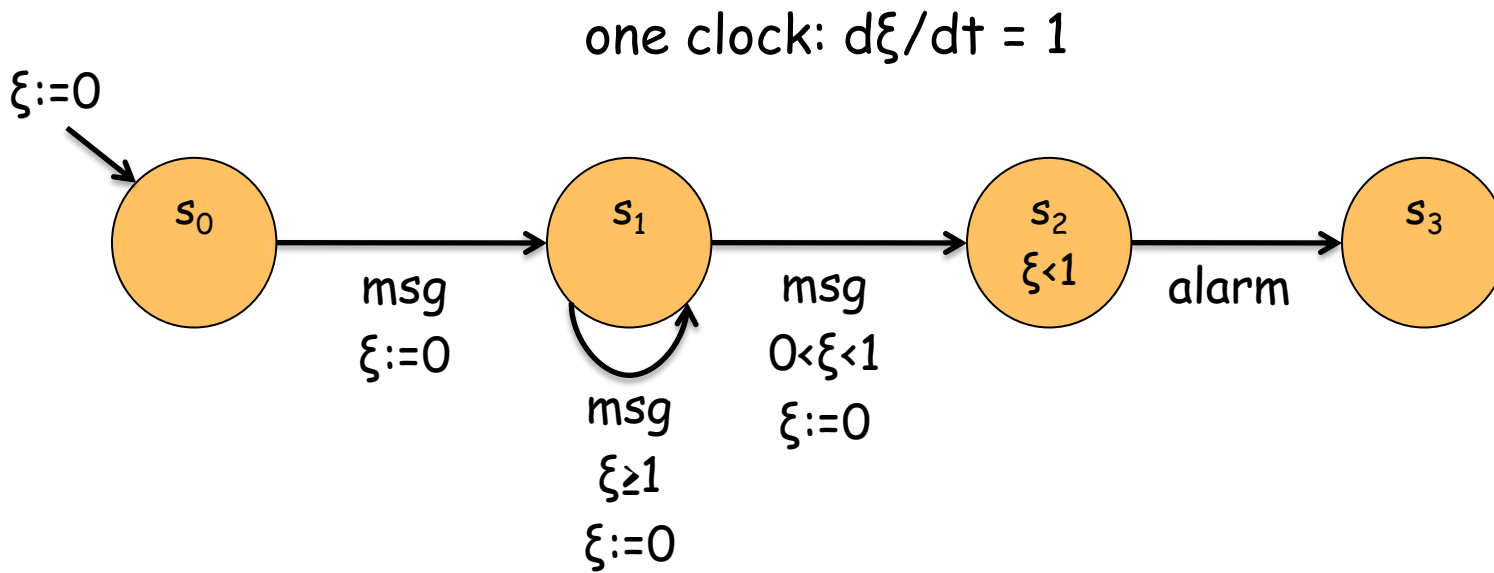 one clock: dξ/dt = 1
ξ:=0
s₀
s₁
s₂
ξ<1
s₃
msg
ξ:=0
msg
ξ≥1
ξ:=0
msg
0<ξ<1
ξ:=0
alarm